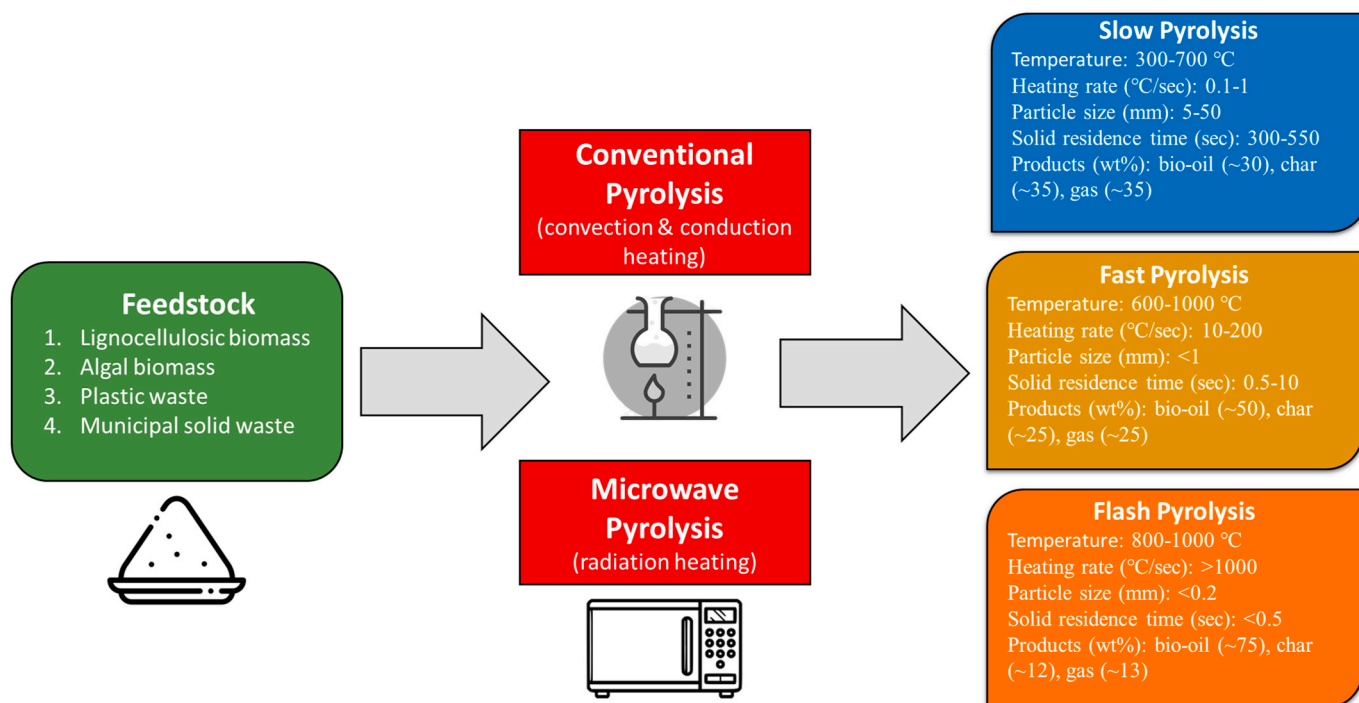 Feedstock
1. Lignocellulosic biomass
2. Algal biomass
3. Plastic waste
4. Municipal solid waste
Conventional
Pyrolysis
(convection & conduction
heating)
Microwave
Pyrolysis
(radiation heating)
Slow Pyrolysis
Temperature: 300-700 ℃
Heating rate (℃/sec): 0.1-1
Particle size (mm): 5-50
Solid residence time (sec): 300-550
Products (wt%): bio-oil (~30), char
(~35), gas (~35)
Fast Pyrolysis
Temperature: 600-1000 ℃
Heating rate (℃/sec): 10-200
Particle size (mm): <1
Solid residence time (sec): 0.5-10
Products (wt%): bio-oil (~50), char
(~25), gas (~25)
Flash Pyrolysis
Temperature: 800-1000 ℃
Heating rate (℃/sec): >1000
Particle size (mm): <0.2
Solid residence time (sec): <0.5
Products (wt%): bio-oil (~75), char
(~12), gas (~13)